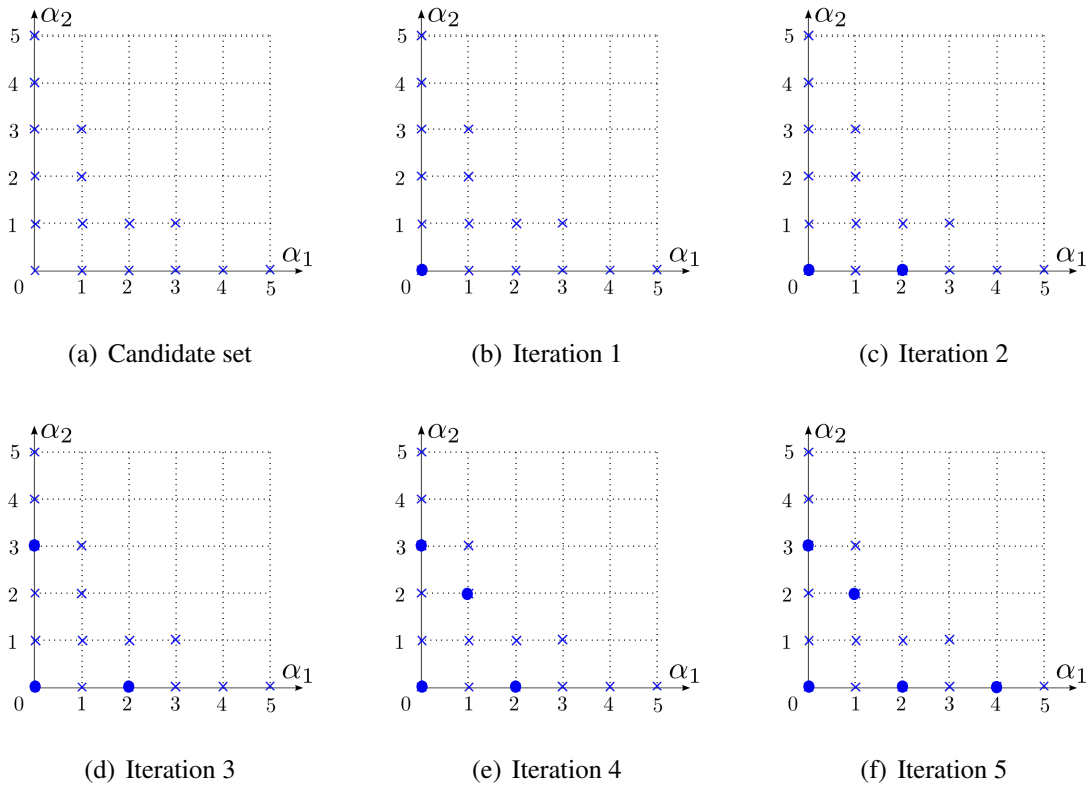 α2
5
4
3
2
1
α1
0 1 2 3 4 5
(a) Candidate set
α2
5
4
3
2
1
α1
0 1 2 3 4 5
(b) Iteration 1
α2
5
4
3
2
1
α1
0 1 2 3 4 5
(c) Iteration 2
α2
5
4
3
2
1
α1
0 1 2 3 4 5
(d) Iteration 3
α2
5
4
3
2
1
α1
0 1 2 3 4 5
(e) Iteration 4
α2
5
4
3
2
1
α1
0 1 2 3 4 5
(f) Iteration 5